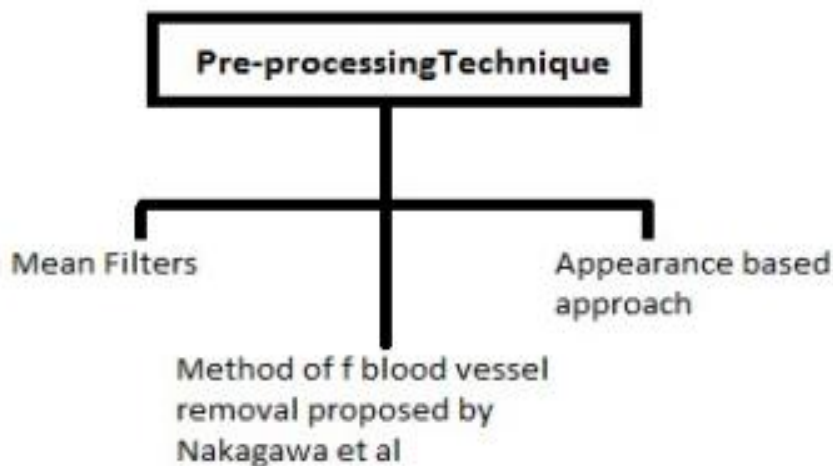 Pre-processingTechnique
Mean Filters
Appearance based
approach
Method of f blood vessel
removal proposed by
Nakagawa et al